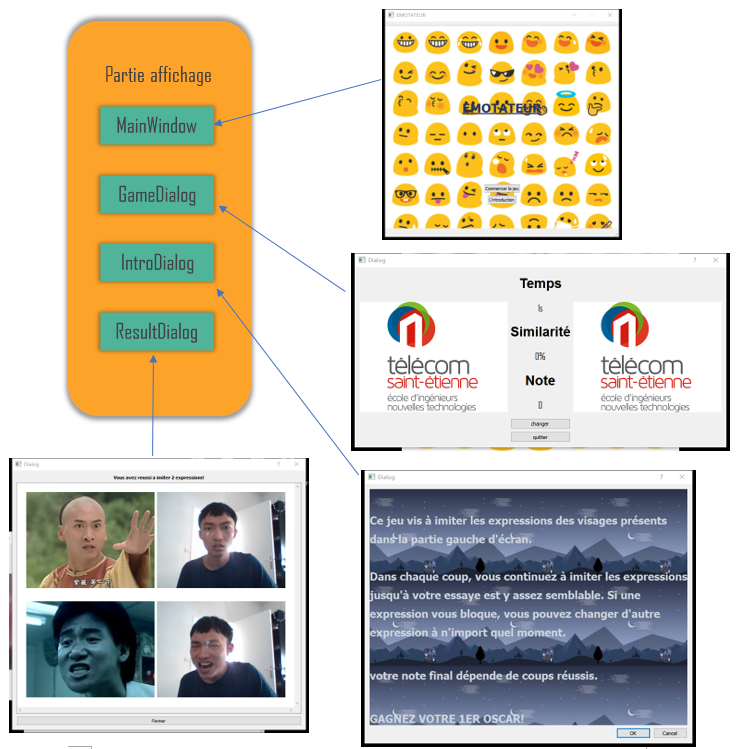 Partie affichage
MainWindow
GameDialog
IntroDialog
ResultDialog
EMOTATEUR
EMOTATEUR
Commencer le jeu
L'introduction
Dialog
Temps
1s
Similarité
0%
Note
0
changer
quitter
télécom
saint-étienne
école d'ingénieurs
nouvelles technologies
télécom
saint-étienne
école d'ingénieurs
nouvelles technologies
Dialog
Vous avez reussi a imiter 2 expressions!
Fermer
Dialog
Ce jeu vis à imiter les expressions des visages présents
dans la partie gauche d'écran.
Dans chaque coup, vous continuez à imiter les expressions
jusqu'à votre essaye est y assez semblable. Si une
expression vous bloque, vous pouvez changer d'autre
expression à n'import quel moment.
votre note final dépende de coups réussis.
GAGNEZ VOTRE 1ER OSCAR!
OK
Cancel